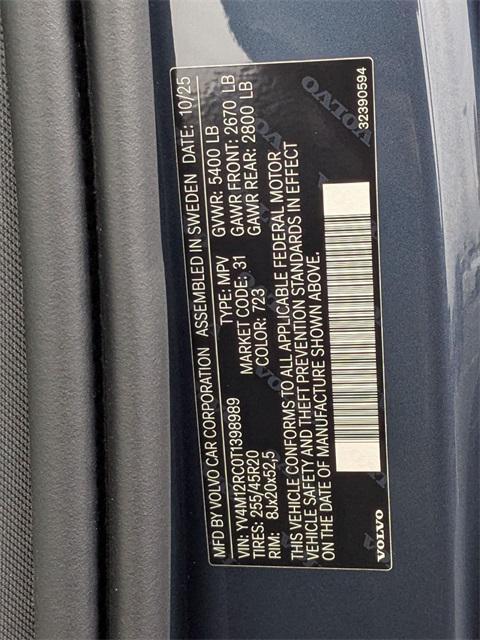 MFD BY VOLVO CAR CORPORATION ASSEMBLED IN SWEDEN DATE: 10/25
VIN: YV4M12RC0T1398989 TYPE: MPV GVWR: 5400 LB
TIRES: 255/45R20 MARKET CODE: 31 GAWR FRONT: 2670 LB
RIM: 8Jx20x52,5 COLOR: 723 GAWR REAR: 2800 LB
THIS VEHICLE CONFORMS TO ALL APPLICABLE FEDERAL MOTOR
VEHICLE SAFETY AND THEFT PREVENTION STANDARDS IN EFFECT
ON THE DATE OF MANUFACTURE SHOWN ABOVE.
VOLVO
32390594